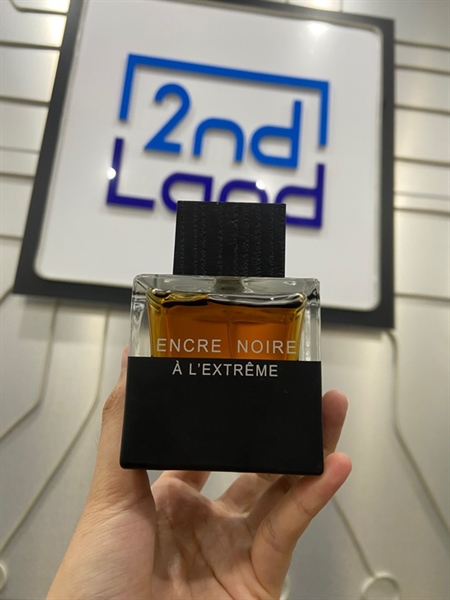 2nd
Land
ENCRE NOIRE
À L'EXTRÊME